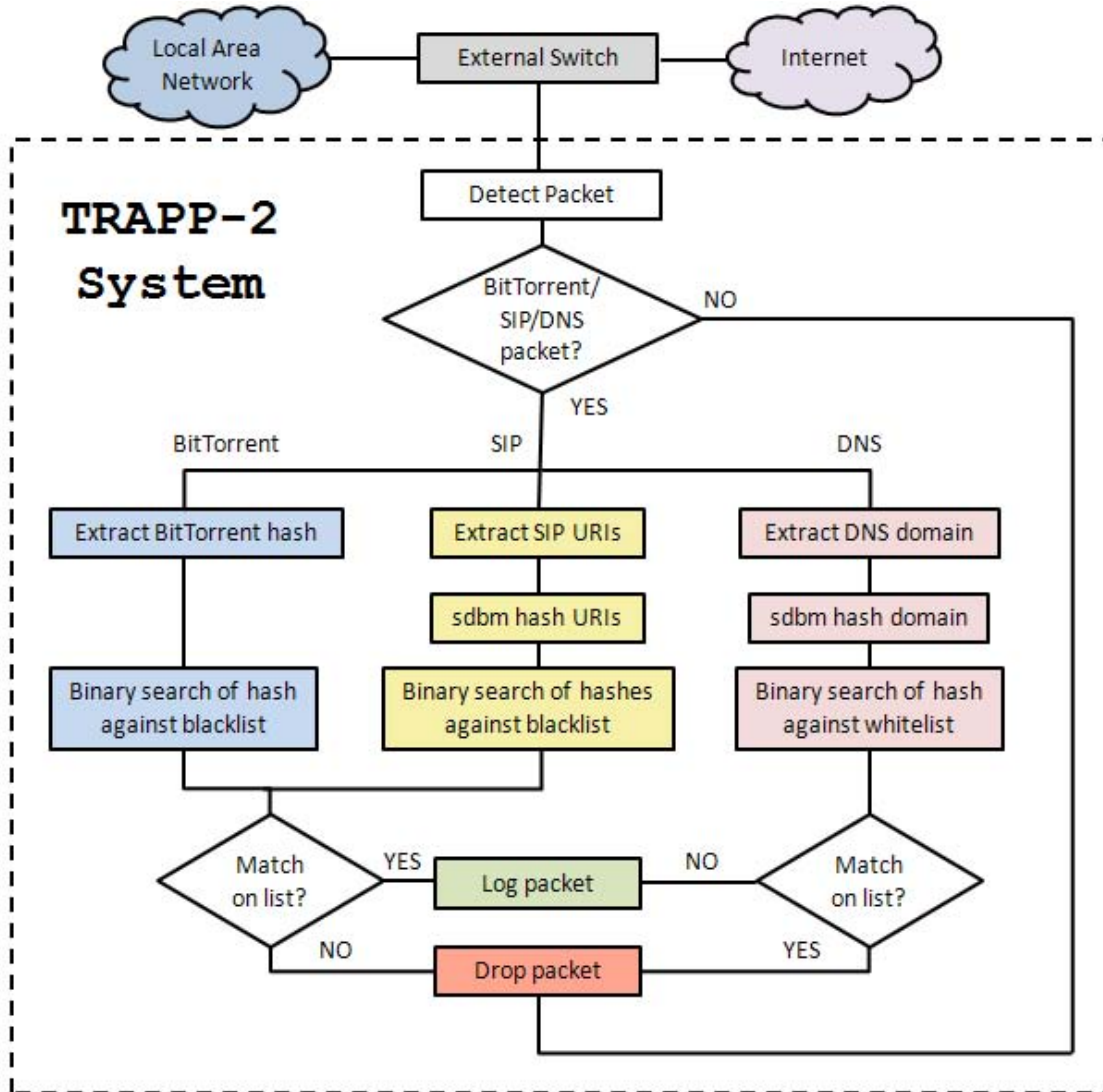 Local Area
Network
External Switch
Internet
TRAPP-2
System
Detect Packet
BitTorrent/
SIP/DNS
packet?
NO
YES
BitTorrent
SIP
DNS
Extract BitTorrent hash
Extract SIP URIs
Extract DNS domain
sdbm hash URIs
sdbm hash domain
Binary search of hash
against blacklist
Binary search of hashes
against blacklist
Binary search of hash
against whitelist
Match
on list?
YES
Log packet
NO
Match
on list?
NO
Drop packet
YES